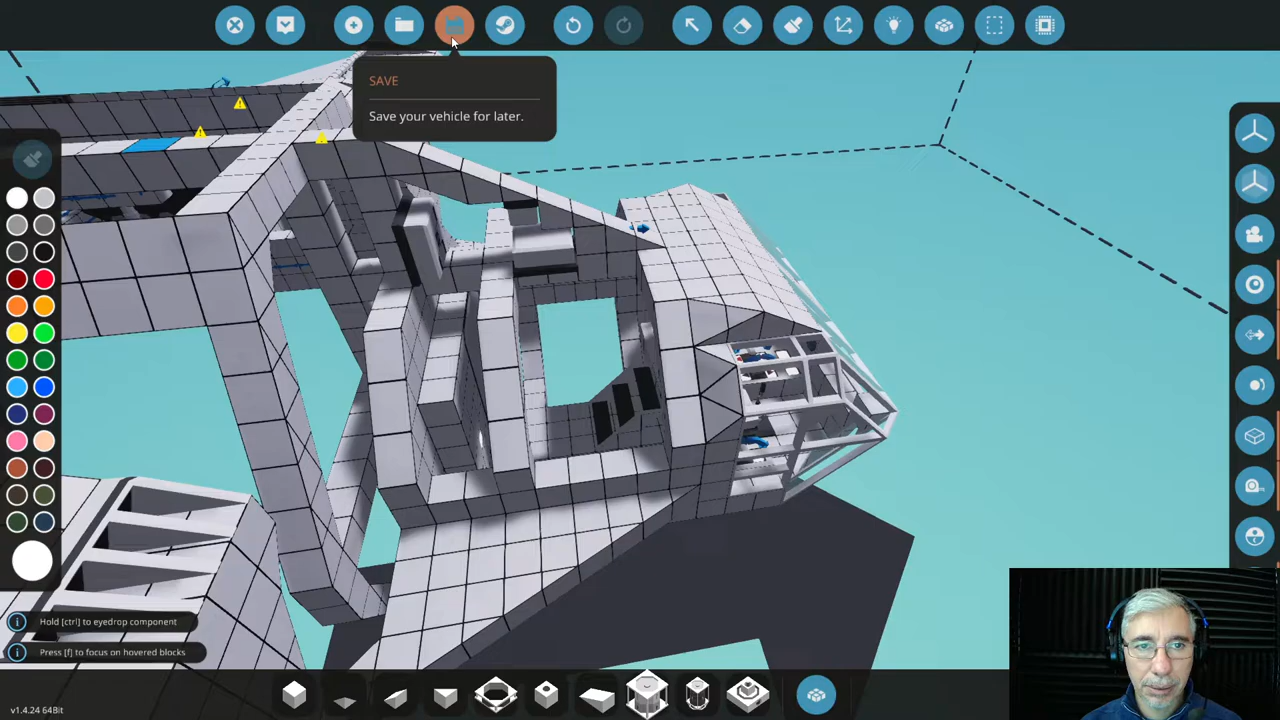 SAVE
Save your vehicle for later.
Hold [ctrl] to eyedrop component
Press [f] to focus on hovered blocks
v1.4.24 64Bit